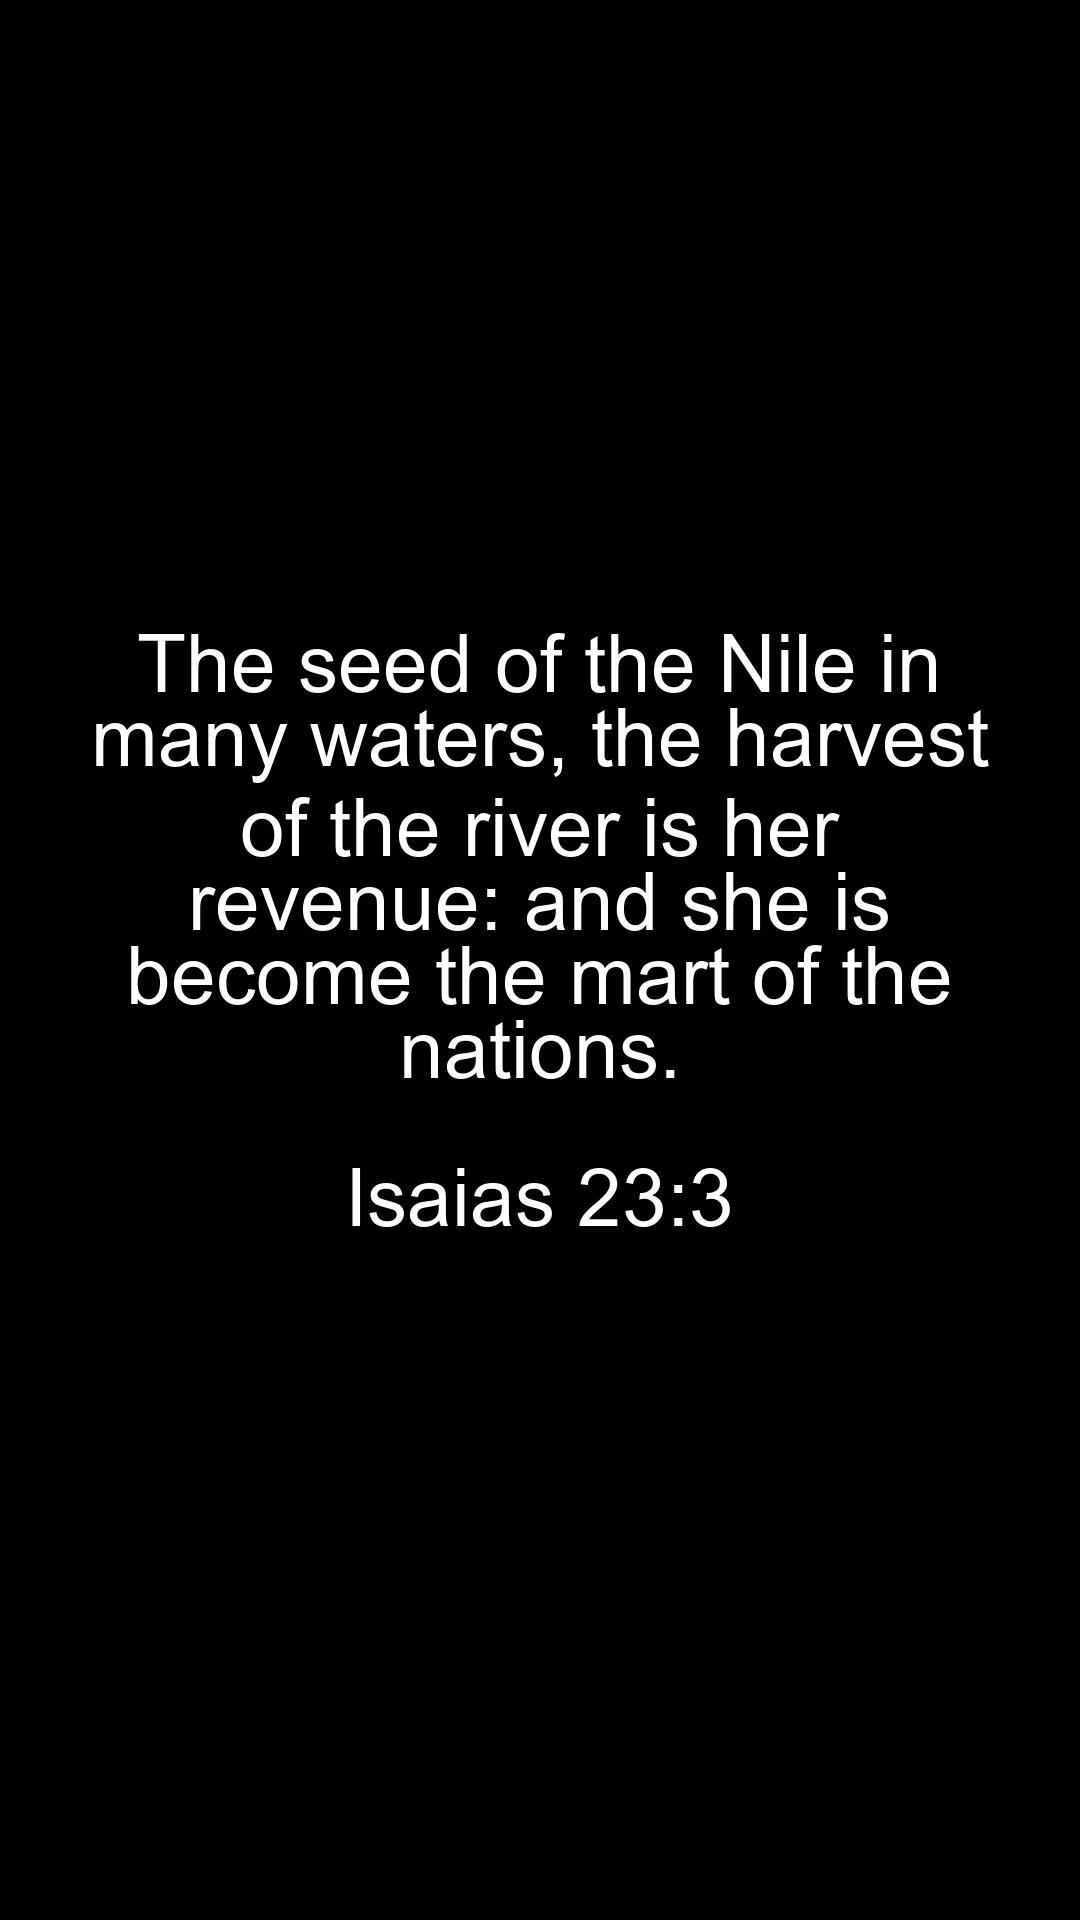 The seed of the Nile in
many waters, the harvest
of the river is her
revenue: and she is
become the mart of the
nations.
Isaias 23:3